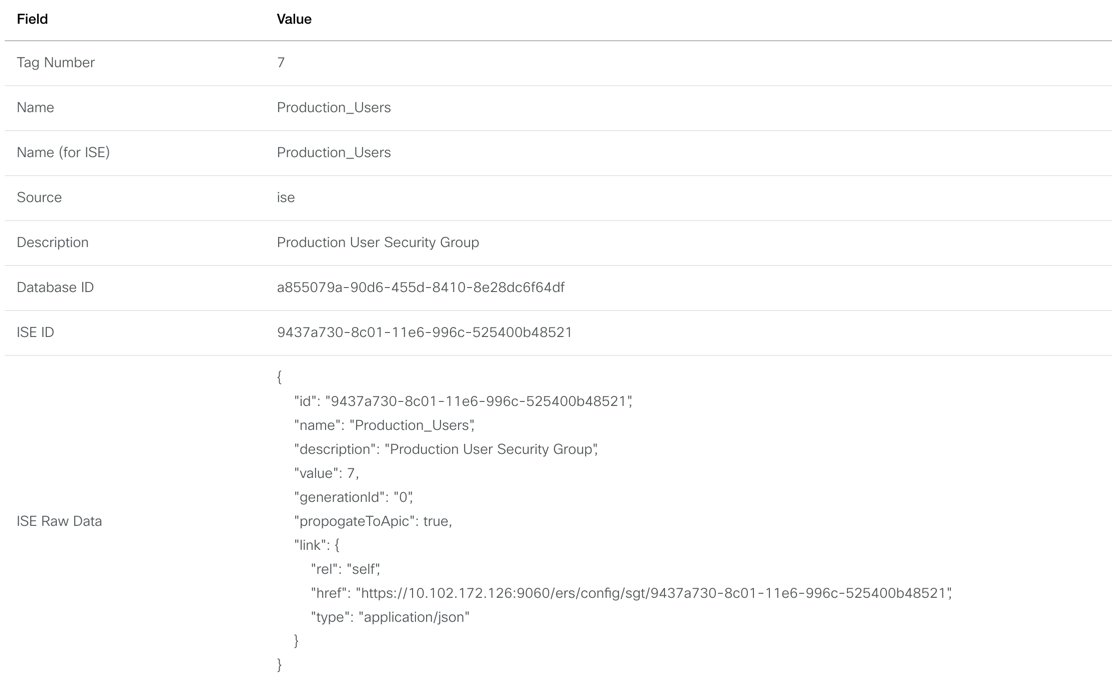 Field Value
Tag Number 7
Name Production_Users
Name (for ISE) Production_Users
Source ise
Description Production User Security Group
Database ID a855079a-90d6-455d-8410-8e28dc6f64df
ISE ID 9437a730-8c01-11e6-996c-525400b48521
{
"id": "9437a730-8c01-11e6-996c-525400b48521",
"name": "Production_Users",
"description": "Production User Security Group",
"value": 7,
"generationId": "0",
ISE Raw Data "propogateToApic": true,
"link": {
"rel": "self",
"href": "https://10.102.172.126:9060/ers/config/sgt/9437a730-8c01-11e6-996c-525400b48521",
"type": "application/json"
}
}